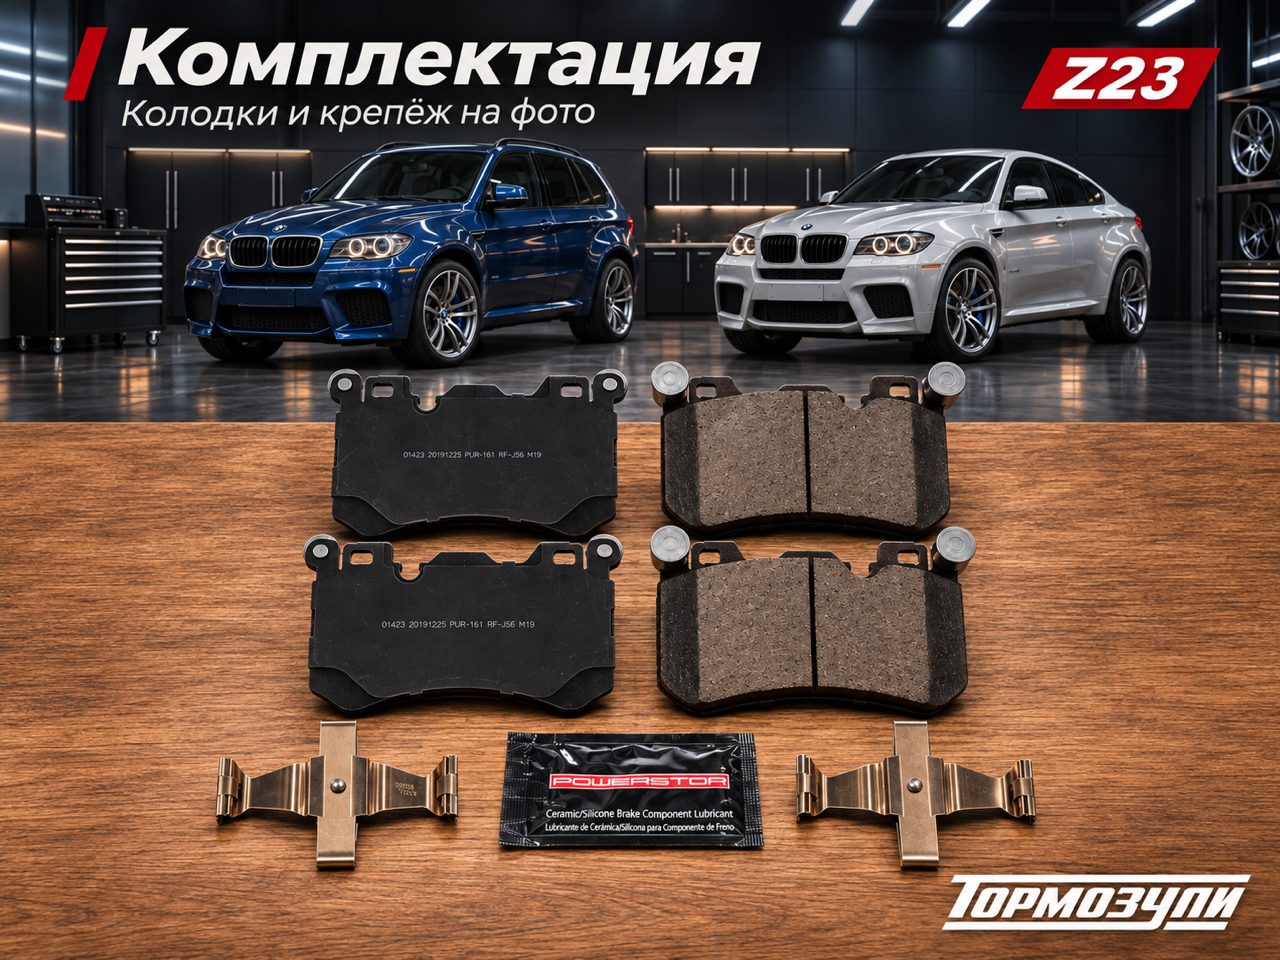 Комплектация
Колодки и крепёж на фото
Z23
01423 20191225 PUR-161 RF-J56 M19
01423 20191225 PUR-161 RF-J56 M19
POWERSTOP
Ceramic/Silicone Brake Component Lubricant
Lubricante de Cerámica/Silicona para Componente de Freno
ТОРМОЗУЛИ